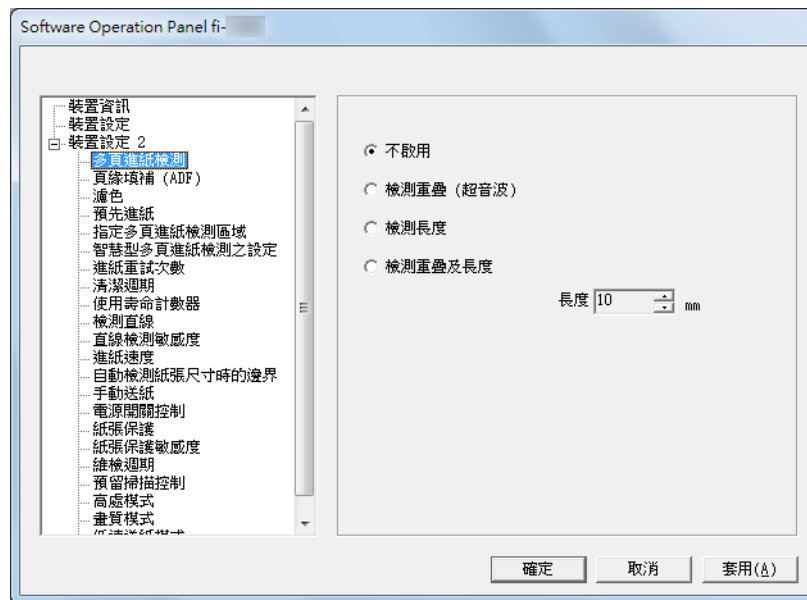 Software Operation Panel fi-
裝置資訊
裝置設定
裝置設定 2
多頁進紙檢測
頁緣填補 (ADF)
濾色
預先進紙
指定多頁進紙檢測區域
智慧型多頁進紙檢測之設定
進紙重試次數
清潔週期
使用壽命計數器
檢測直線
直線檢測敏感度
進紙速度
自動檢測紙張尺寸時的邊界
手動送紙
電源開關控制
紙張保護
紙張保護敏感度
維檢週期
預留掃描控制
高處模式
畫質模式
低速送紙模式
不啟用
檢測重疊 (超音波)
檢測長度
檢測重疊及長度
長度 10 mm
確定 取消 套用(A)